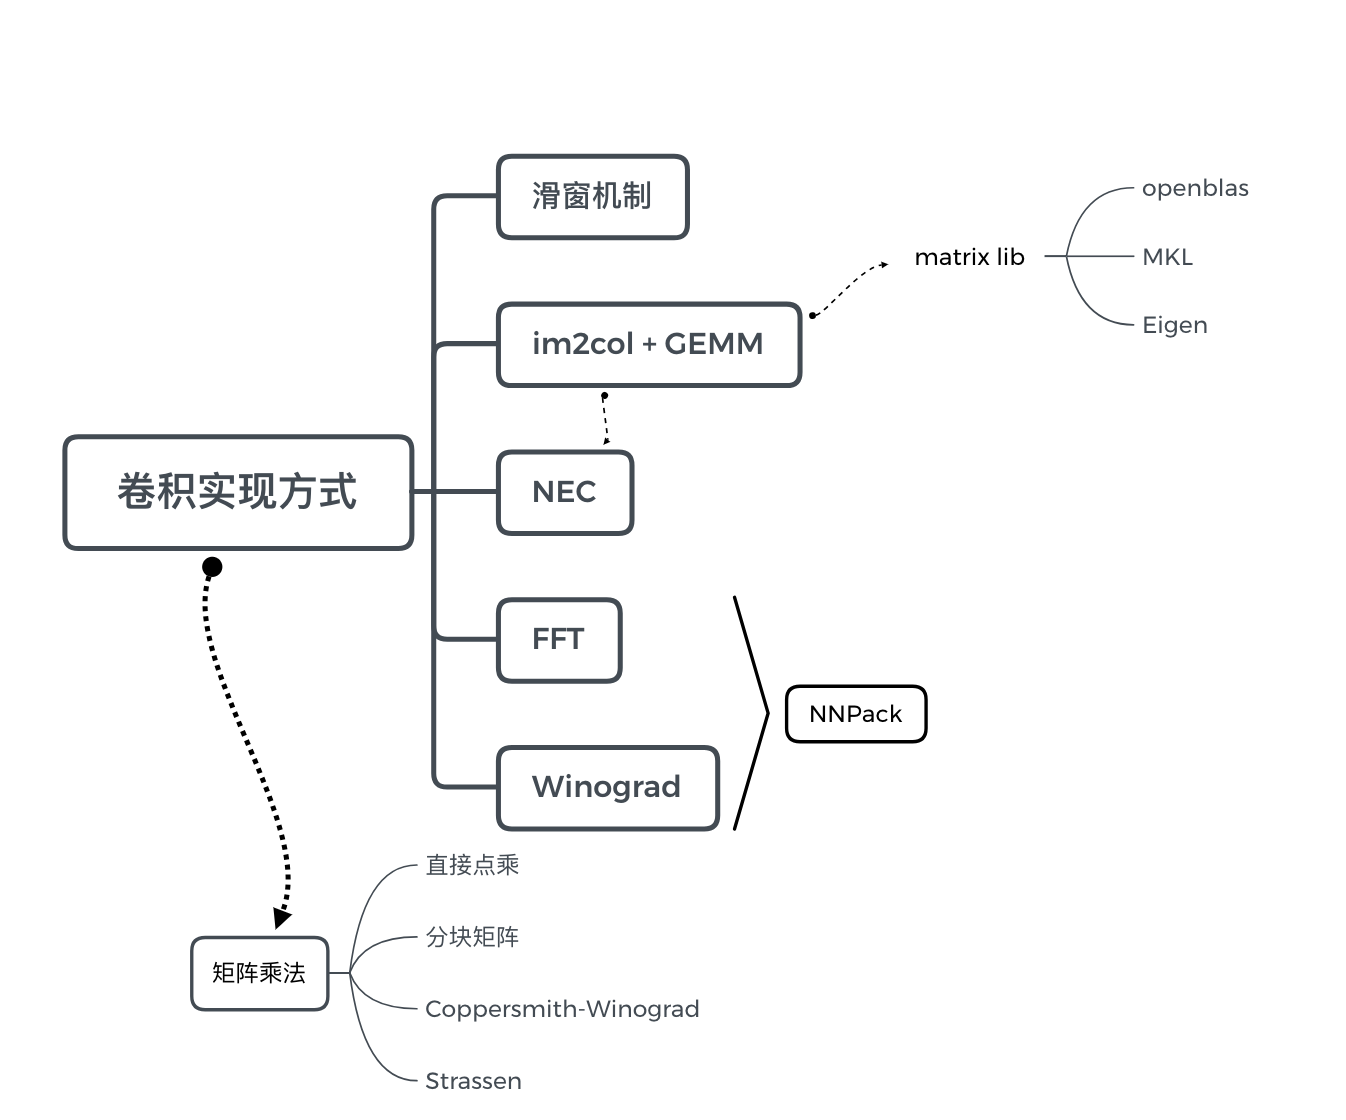 滑窗机制
im2col + GEMM
matrix lib
openblas
MKL
Eigen
卷积实现方式
NEC
FFT
Winograd
NNPack
矩阵乘法
直接点乘
分块矩阵
Coppersmith-Winograd
Strassen